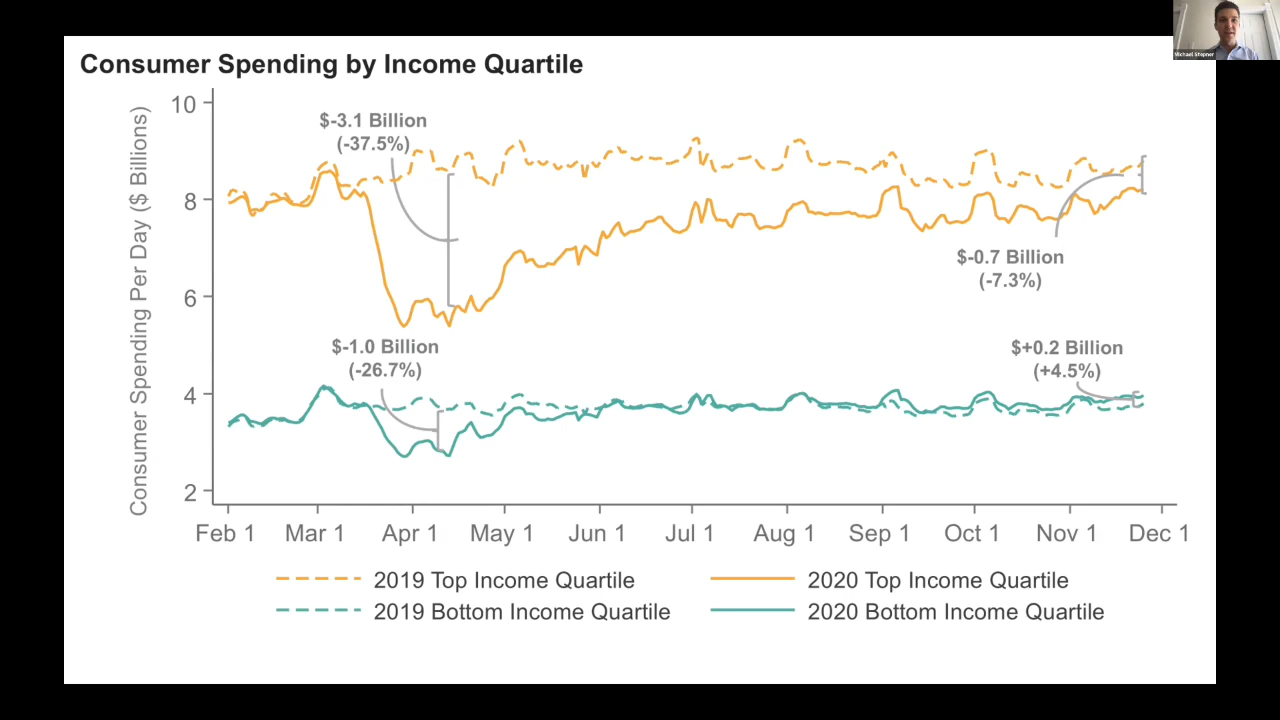 Michael Stepner
Consumer Spending by Income Quartile
Consumer Spending Per Day ($ Billions)
10
8
6
4
2
$-3.1 Billion
(-37.5%)
$-0.7 Billion
(-7.3%)
$-1.0 Billion
(-26.7%)
$+0.2 Billion
(+4.5%)
Feb 1 Mar 1 Apr 1 May 1 Jun 1 Jul 1 Aug 1 Sep 1 Oct 1 Nov 1 Dec 1
2019 Top Income Quartile 2020 Top Income Quartile
2019 Bottom Income Quartile 2020 Bottom Income Quartile